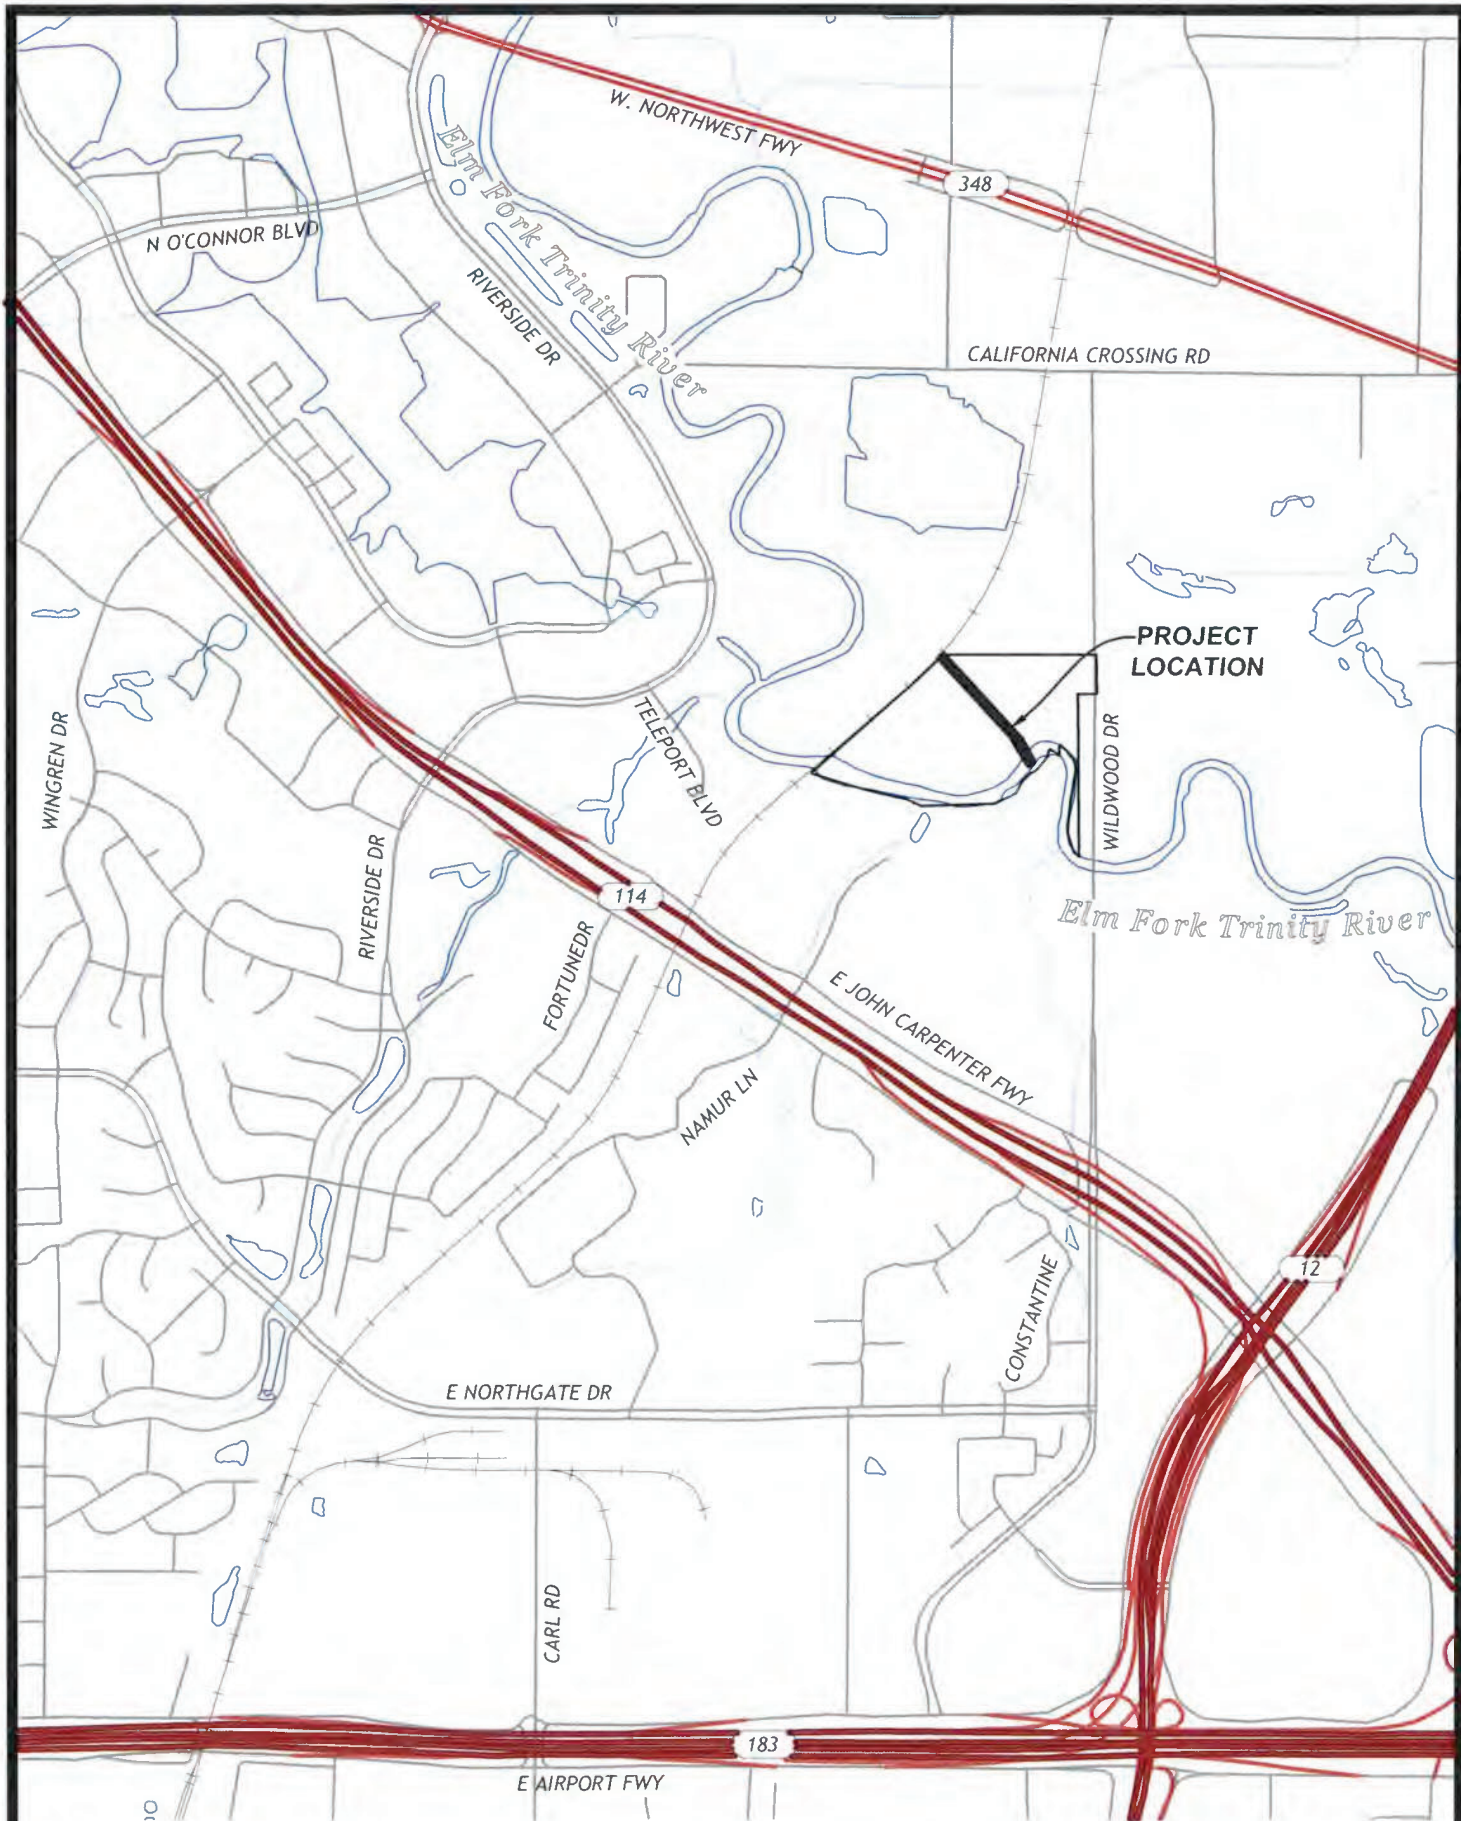 W. NORTHWEST FWY
348
Elm Fork Trinity River
N O'CONNOR BLVD
RIVERSIDE DR
CALIFORNIA CROSSING RD
PROJECT
LOCATION
WINGREN DR
TELEPORT BLVD
WILDWOOD DR
RIVERSIDE DR
114
FORTUNEDR
Elm Fork Trinity River
E JOHN CARPENTER FWY
NAMUR LN
12
CONSTANTINE
E NORTHGATE DR
CARL RD
183
E AIRPORT FWY